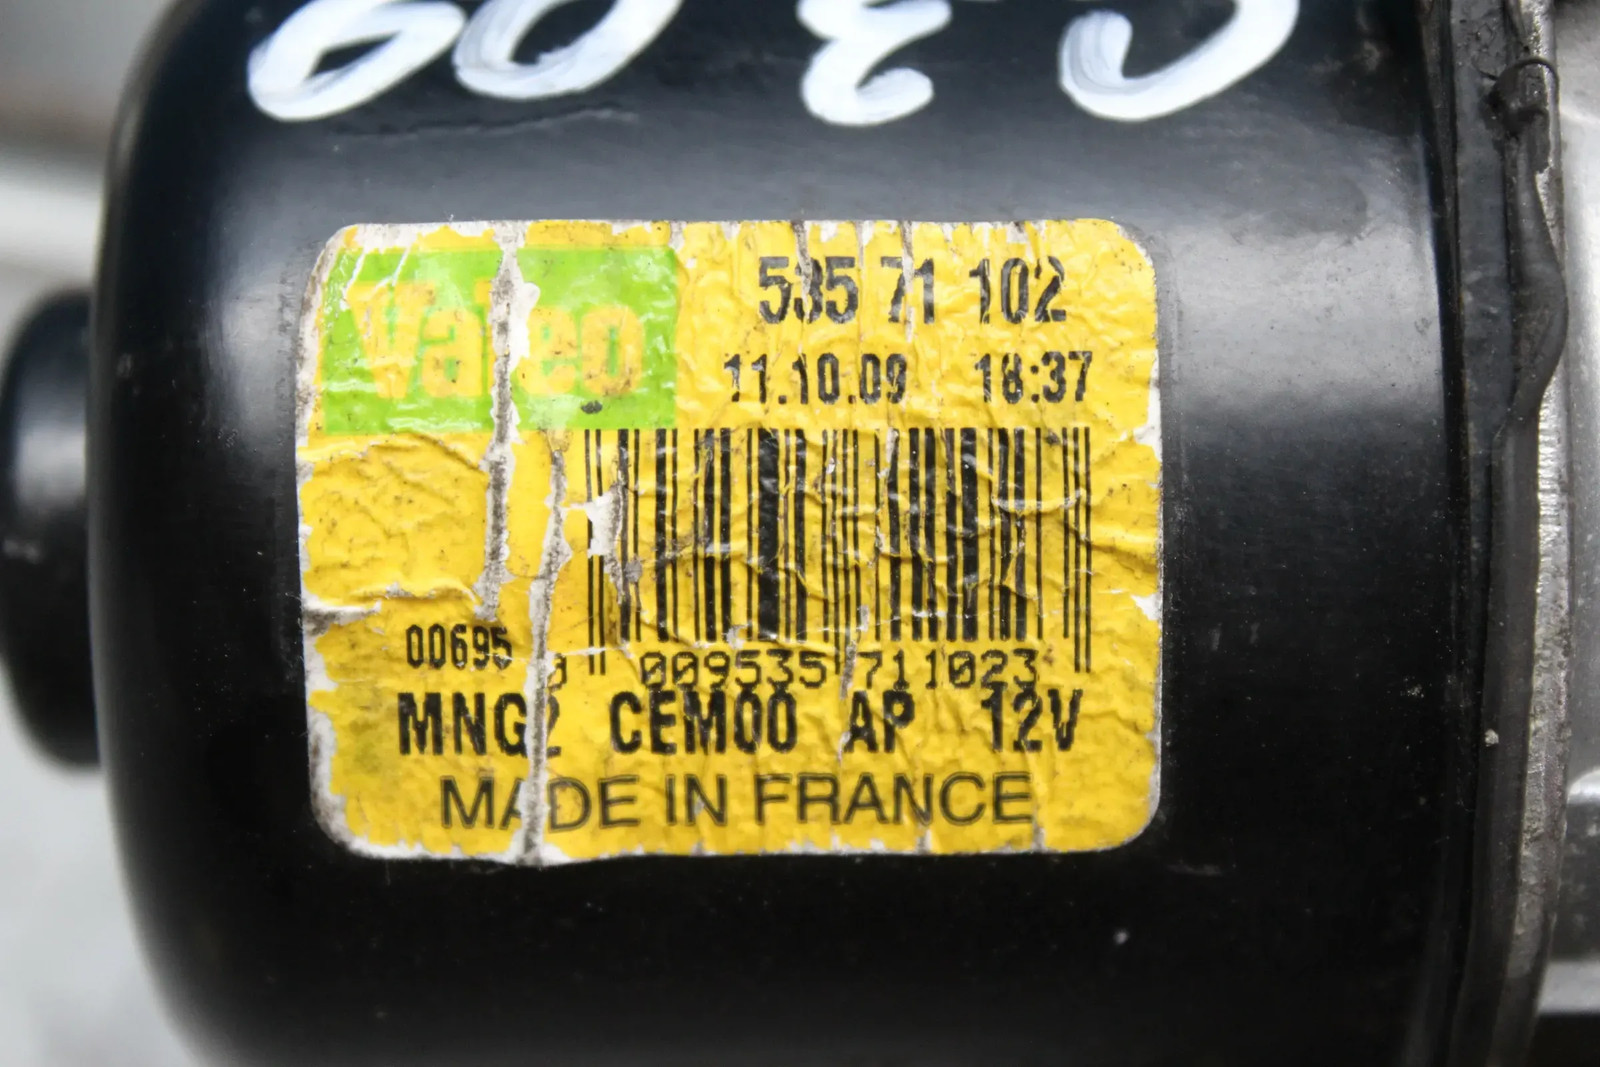 C3 09
Valeo
535 71 102
11.10.09 18:37
00695
0 009535 711023
MNG2 CEM00 AP 12V
MADE IN FRANCE